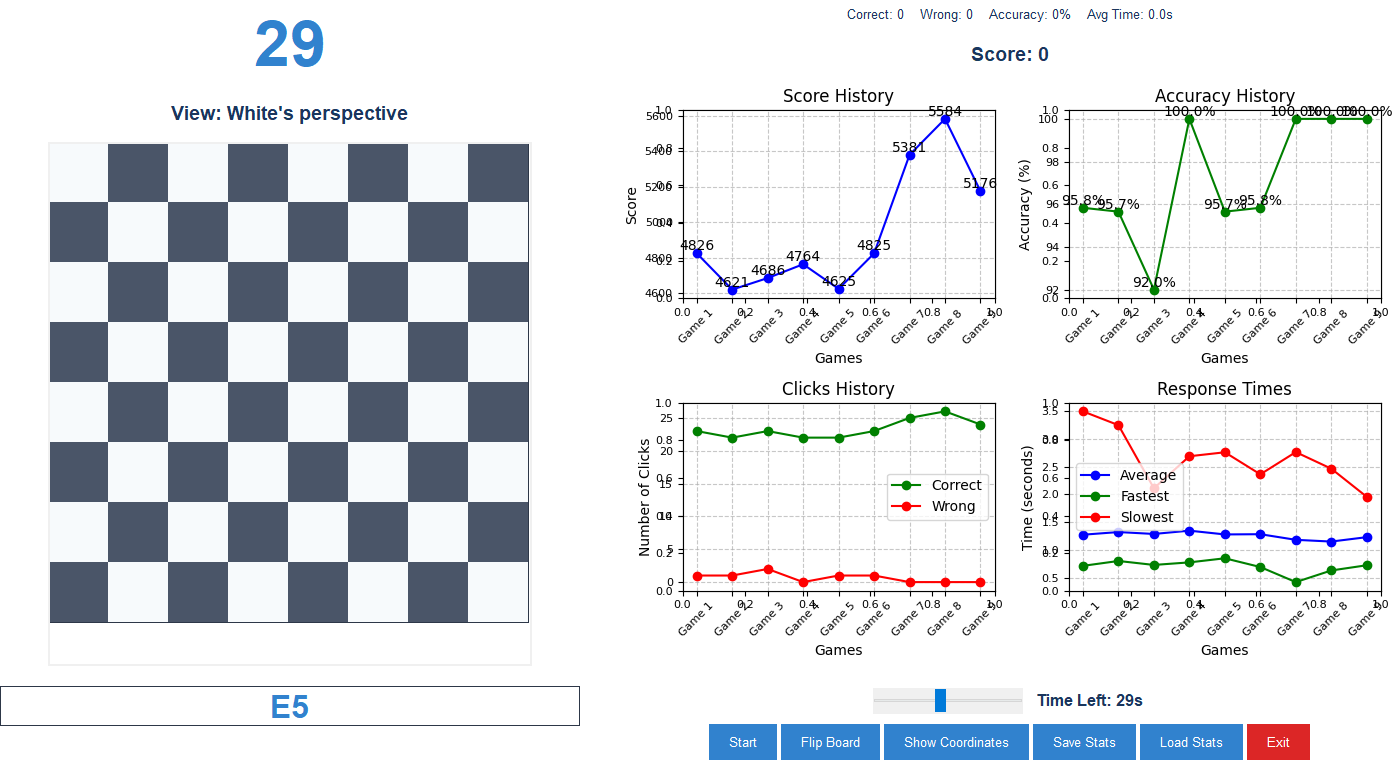 29
View: White's perspective
E5
Correct: 0 Wrong: 0 Accuracy: 0% Avg Time: 0.0s
Score: 0
Score History
Score
1.0
0.8
0.6
0.4
0.2
0.0
5600
5400
5200
5000
4800
4600
4826
4621
4686
4764
4625
4825
5381
5584
5176
0.0 0.2 0.4 0.6 0.8 1.0
Game 1 Game 2 Game 3 Game 4 Game 5 Game 6 Game 7 Game 8 Game 9
Games
Accuracy History
Accuracy (%)
1.0
0.8
0.6
0.4
0.2
0.0
100
98
96
94
92
95.8%
95.7%
92.0%
100.0%
95.7%
95.8%
100.0%
100.0%
100.0%
0.0 0.2 0.4 0.6 0.8 1.0
Game 1 Game 2 Game 3 Game 4 Game 5 Game 6 Game 7 Game 8 Game 9
Games
Clicks History
Number of Clicks
1.0
0.8
0.6
0.4
0.2
0.0
25
20
15
10
5
0
Correct
Wrong
0.0 0.2 0.4 0.6 0.8 1.0
Game 1 Game 2 Game 3 Game 4 Game 5 Game 6 Game 7 Game 8 Game 9
Games
Response Times
Time (seconds)
1.0
0.8
0.6
0.4
0.2
0.0
3.5
3.0
2.5
2.0
1.5
1.0
0.5
Average
Fastest
Slowest
0.0 0.2 0.4 0.6 0.8 1.0
Game 1 Game 2 Game 3 Game 4 Game 5 Game 6 Game 7 Game 8 Game 9
Games
Time Left: 29s
Start
Flip Board
Show Coordinates
Save Stats
Load Stats
Exit